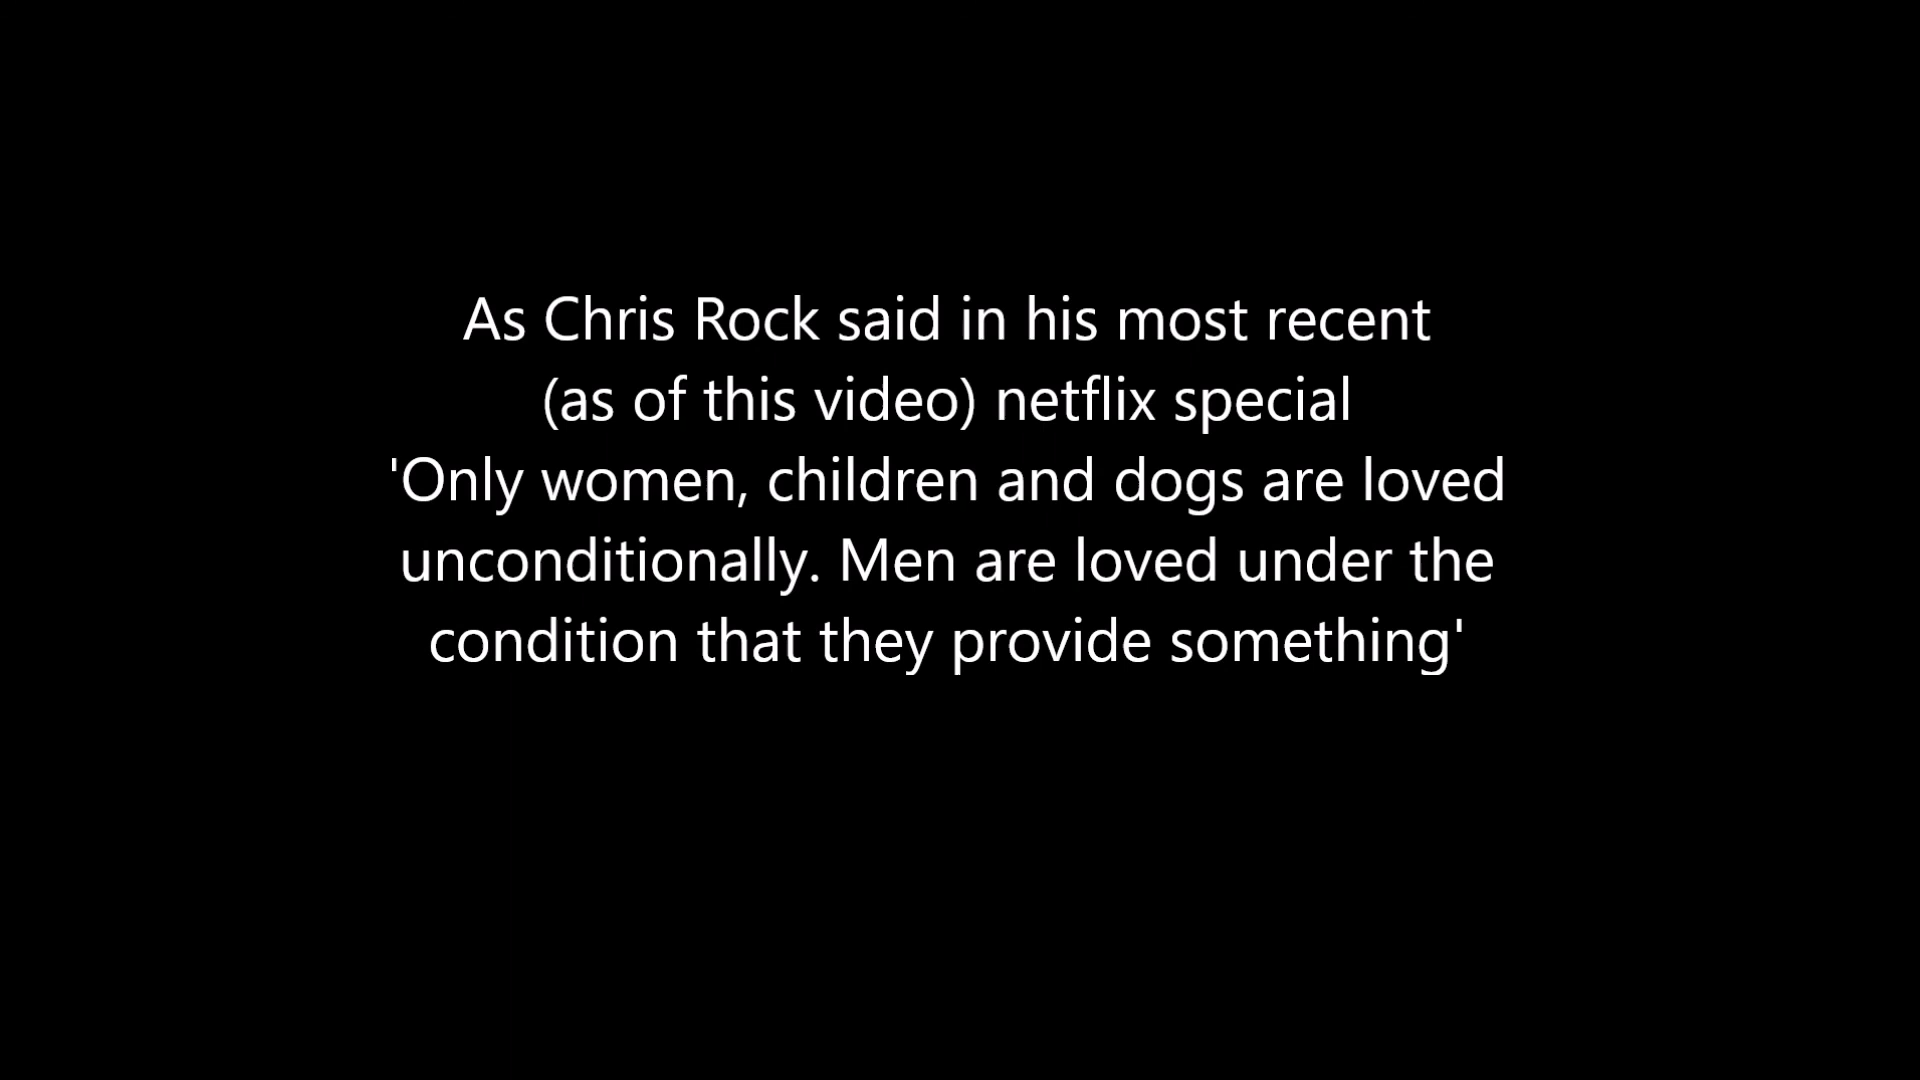 As Chris Rock said in his most recent
(as of this video) netflix special
'Only women, children and dogs are loved
unconditionally. Men are loved under the
condition that they provide something'